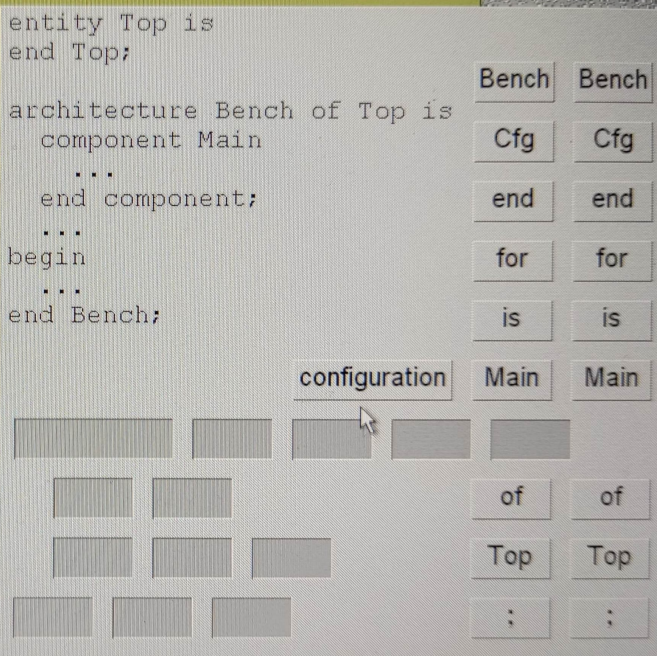 entity Top is
end Top;
architecture Bench of Top is
component Main
...
end component;
...
begin
...
end Bench;
Bench Bench
Cfg Cfg
end end
for for
is is
configuration Main Main
of of
Top Top
; ;